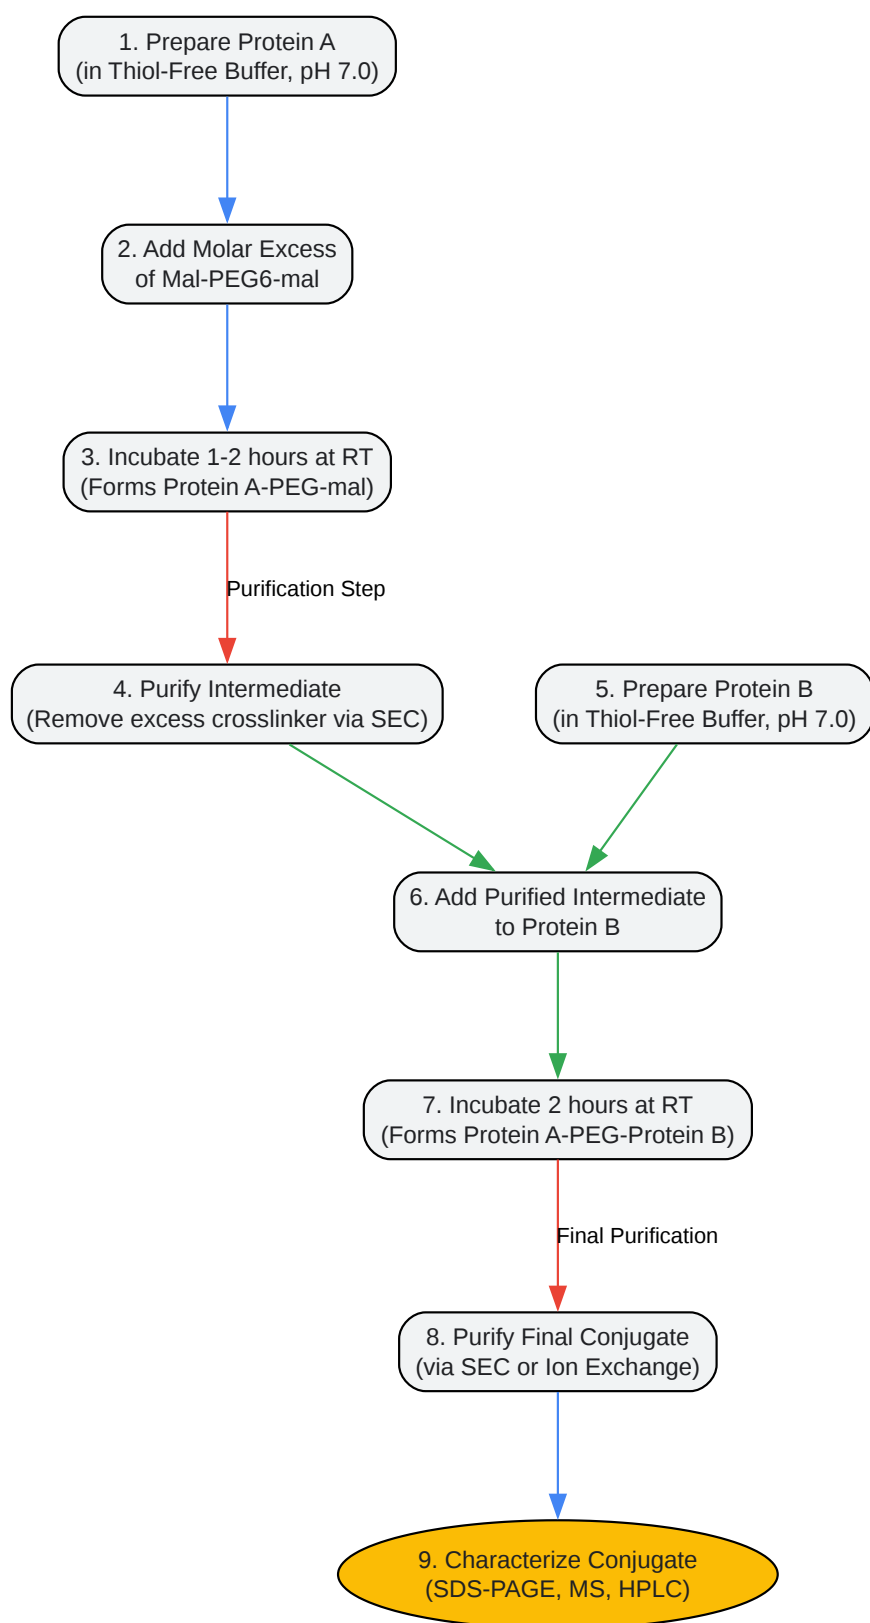 1. Prepare Protein A
(in Thiol-Free Buffer, pH 7.0)
2. Add Molar Excess
of Mal-PEG6-mal
3. Incubate 1-2 hours at RT
(Forms Protein A-PEG-mal)
Purification Step
4. Purify Intermediate
(Remove excess crosslinker via SEC)
5. Prepare Protein B
(in Thiol-Free Buffer, pH 7.0)
6. Add Purified Intermediate
to Protein B
7. Incubate 2 hours at RT
(Forms Protein A-PEG-Protein B)
Final Purification
8. Purify Final Conjugate
(via SEC or Ion Exchange)
9. Characterize Conjugate
(SDS-PAGE, MS, HPLC)